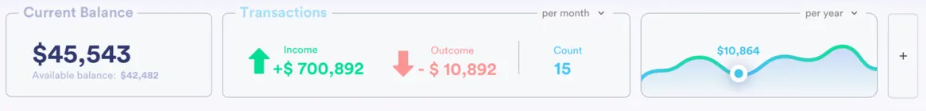 Current Balance
$45,543
Available balance: $42,482
Transactions
per month
Income
+$ 700,892
Outcome
- $ 10,892
Count
15
per year
$10,864
+